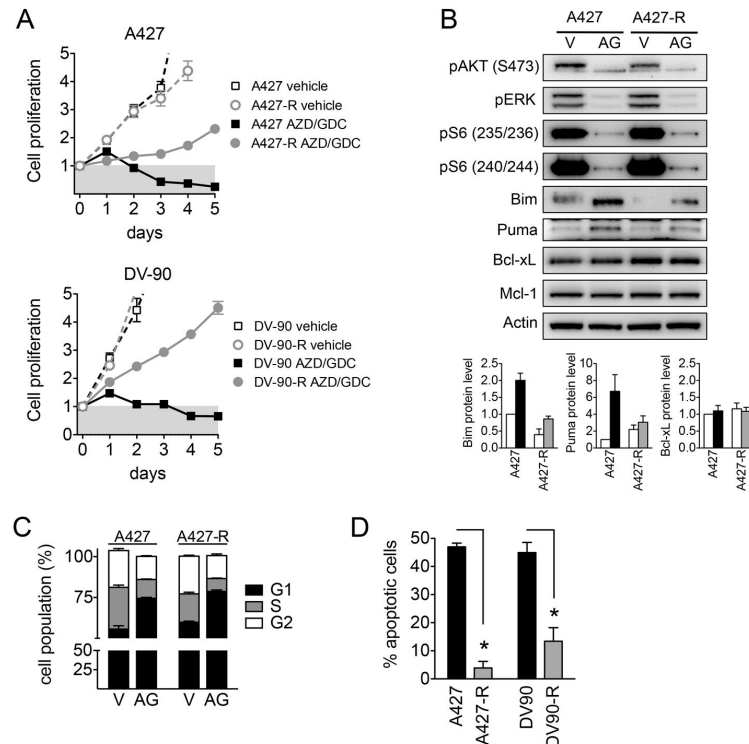 A
A427
Cell proliferation
5
4
3
2
1
0 1 2 3 4 5
days
A427 vehicle
A427-R vehicle
A427 AZD/GDC
A427-R AZD/GDC
DV-90
Cell proliferation
5
4
3
2
1
0
0 1 2 3 4 5
days
DV-90 vehicle
DV-90-R vehicle
DV-90 AZD/GDC
DV-90-R AZD/GDC
B
A427 A427-R
V AG V AG
pAKT (S473)
pERK
pS6 (235/236)
pS6 (240/244)
Bim
Puma
Bcl-xL
Mcl-1
Actin
Bim protein level
2.5
2.0
1.5
1.0
0.5
0
A427
A427-R
Puma protein level
10
8
6
4
2
0
A427
A427-R
Bcl-xL protein level
2.5
2.0
1.5
1.0
0.5
0
A427
A427-R
C
A427 A427-R
cell population (%)
100
75
50
25
V AG V AG
G1
S
G2
D
% apoptotic cells
50
40
30
20
10
0
* *
A427
A427-R
DV90
DV90-R